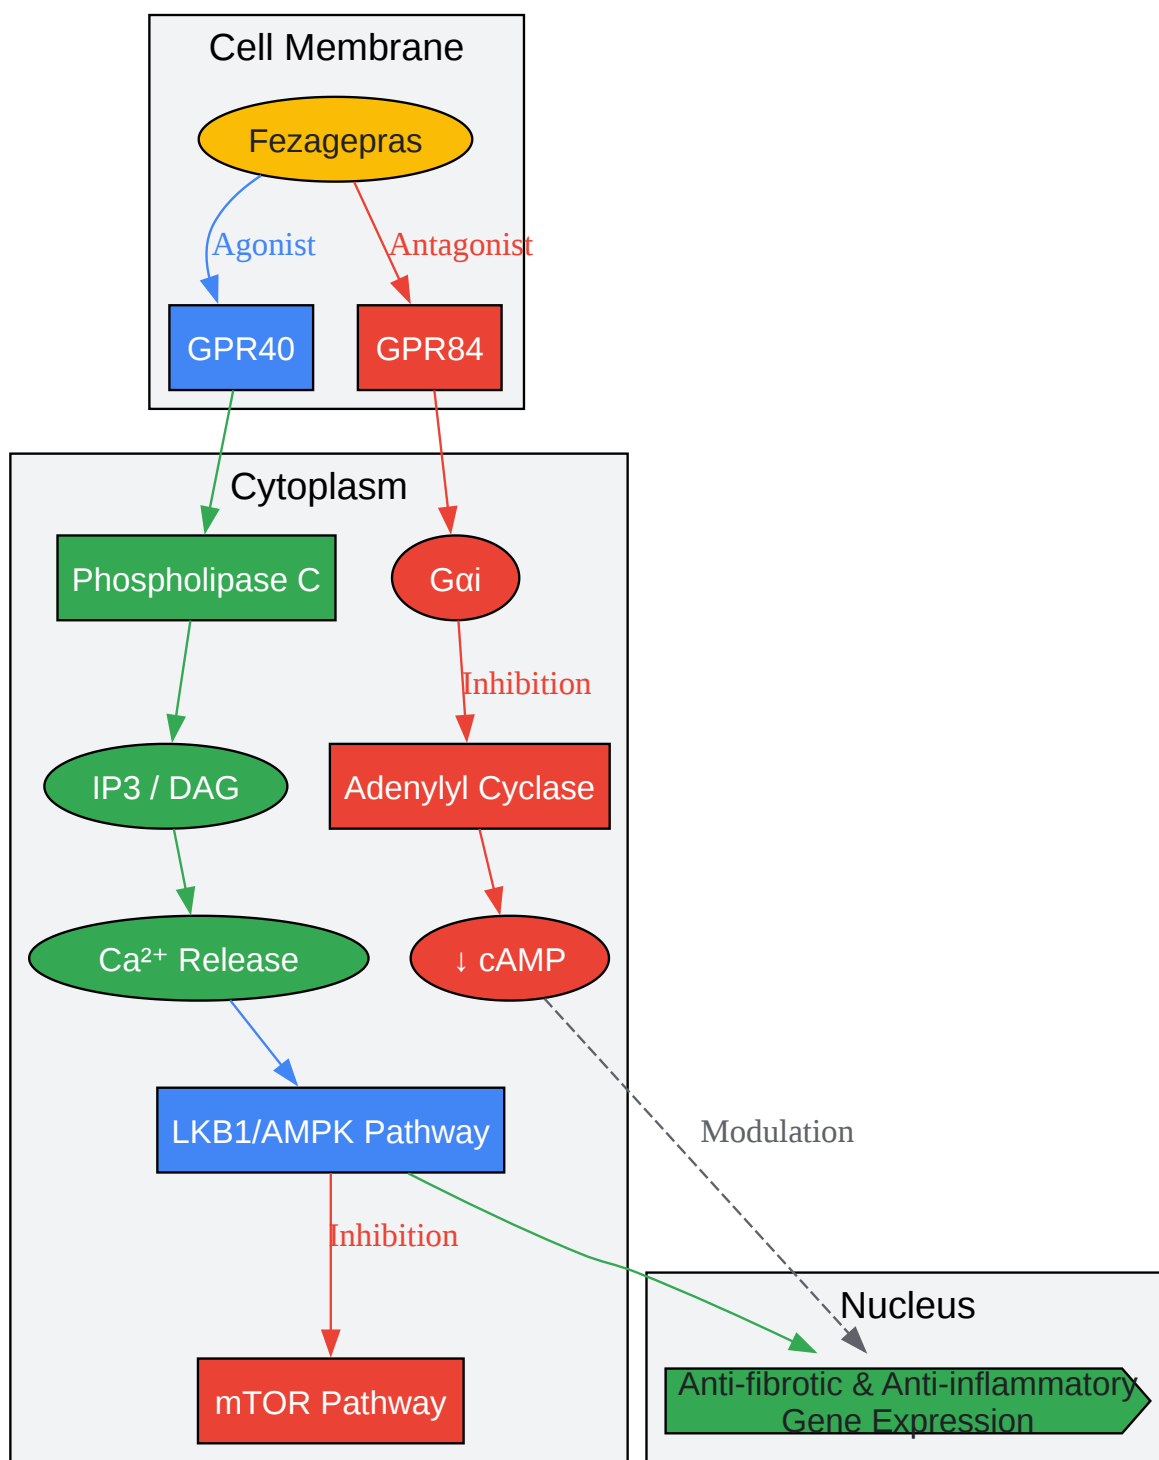 Cell Membrane
Fezagepras
Agonist
Antagonist
GPR40
GPR84
Cytoplasm
Phospholipase C
Gαi
Inhibition
IP3 / DAG
Adenylyl Cyclase
Ca²⁺ Release
↓ cAMP
LKB1/AMPK Pathway
Modulation
Inhibition
Nucleus
mTOR Pathway
Anti-fibrotic & Anti-inflammatory
Gene Expression